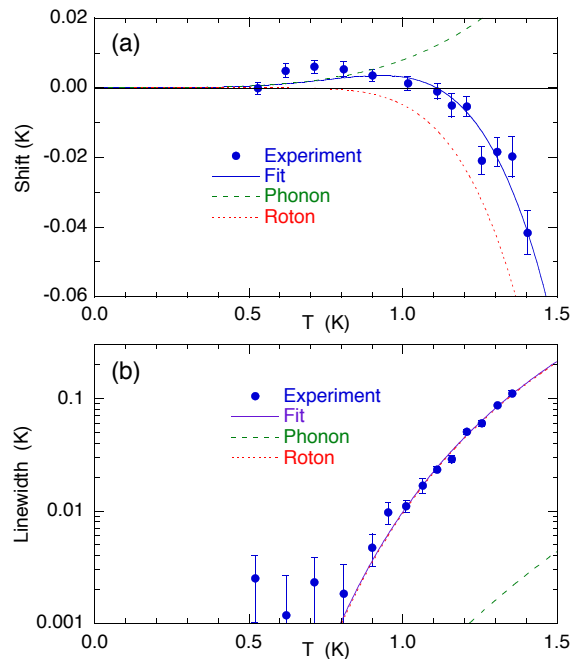 0.02
(a)
0.00
-0.02
-0.04
-0.06
Shift (K)
Experiment
Fit
Phonon
Roton
0.0
0.5
1.0
1.5
T (K)
(b)
0.1
0.01
0.001
Linewidth (K)
Experiment
Fit
Phonon
Roton
0.0
0.5
1.0
1.5
T (K)